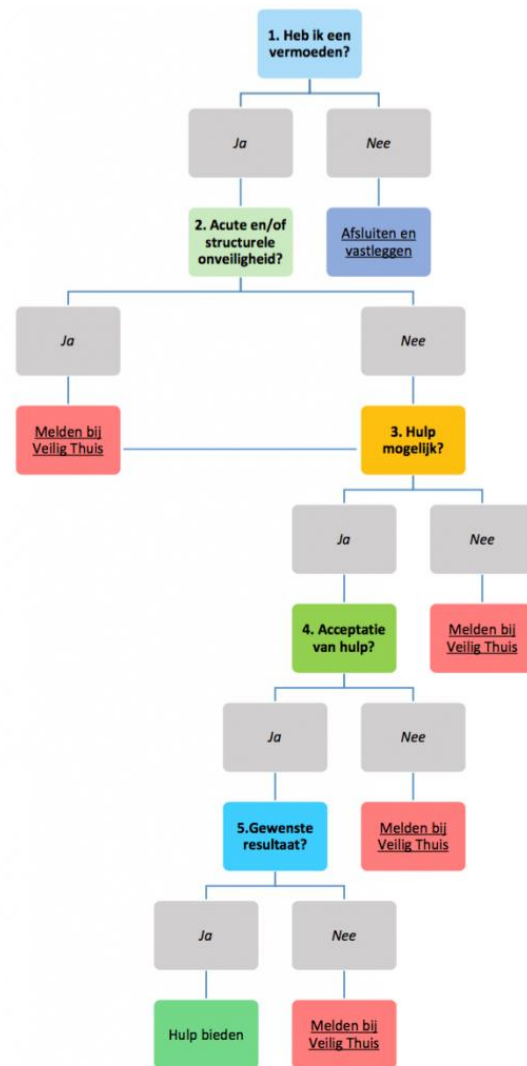 1. Heb ik een
vermoeden?
Ja
Nee
2. Acute en/of
structurele
onveiligheid?
Afsluiten en
vastleggen
Ja
Nee
Melden bij
Veilig Thuis
3. Hulp
mogelijk?
Ja
Nee
4. Acceptatie
van hulp?
Melden bij
Veilig Thuis
Ja
Nee
5.Gewenste
resultaat?
Melden bij
Veilig Thuis
Ja
Nee
Hulp bieden
Melden bij
Veilig Thuis